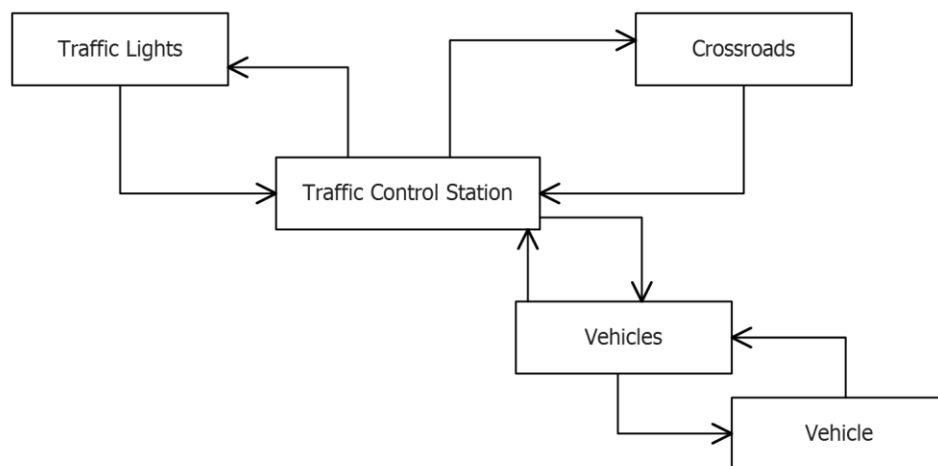 Traffic Lights
Crossroads
Traffic Control Station
Vehicles
Vehicle